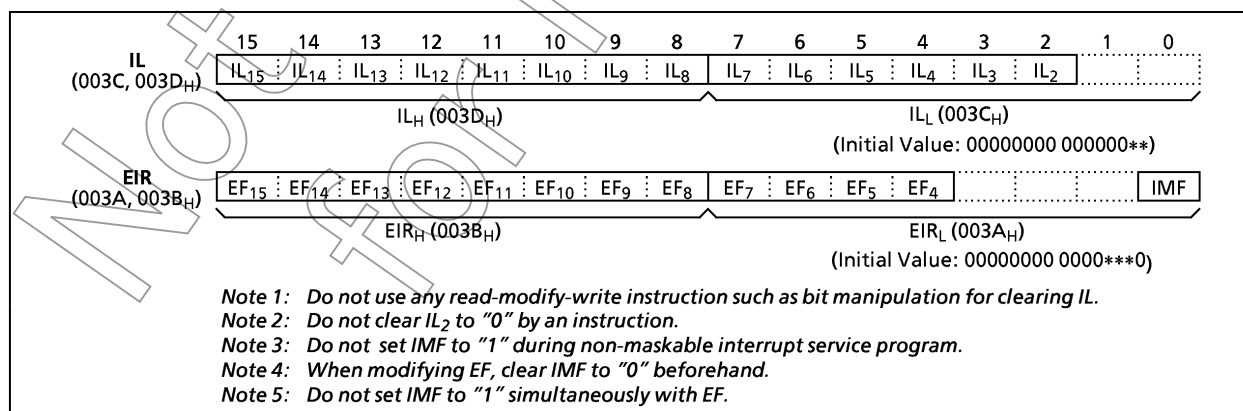 15 14 13 12 11 10 9 8 7 6 5 4 3 2 1 0
IL
(003C, 003DH)
IL15 IL14 IL13 IL12 IL11 IL10 IL9 IL8 IL7 IL6 IL5 IL4 IL3 IL2
ILH (003DH) ILL (003CH)
(Initial Value: 00000000 000000**)
EIR
(003A, 003BH)
EF15 EF14 EF13 EF12 EF11 EF10 EF9 EF8 EF7 EF6 EF5 EF4 IMF
EIRH (003BH) EIRL (003AH)
(Initial Value: 00000000 0000***0)
Note 1: Do not use any read-modify-write instruction such as bit manipulation for clearing IL.
Note 2: Do not clear IL2 to "0" by an instruction.
Note 3: Do not set IMF to "1" during non-maskable interrupt service program.
Note 4: When modifying EF, clear IMF to "0" beforehand.
Note 5: Do not set IMF to "1" simultaneously with EF.
Not
for